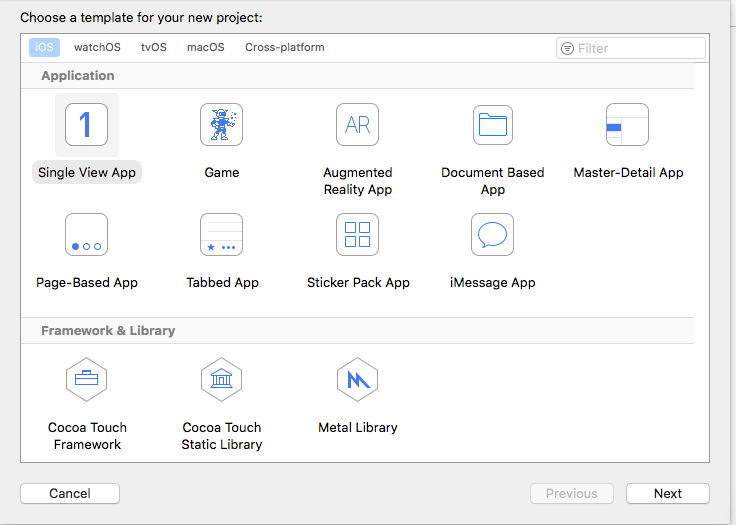 Choose a template for your new project:
iOS watchOS tvOS macOS Cross-platform Filter
Application
1 AR
Single View App Game Augmented Reality App Document Based App Master-Detail App
Page-Based App Tabbed App Sticker Pack App iMessage App
Framework & Library
Cocoa Touch Framework Cocoa Touch Static Library Metal Library
Cancel Previous Next